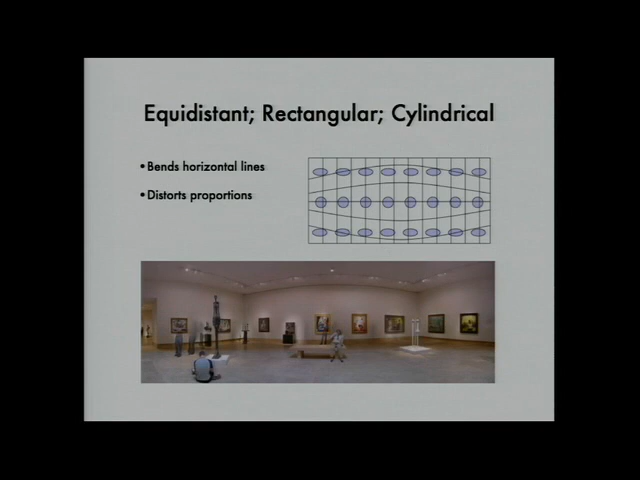 Equidistant; Rectangular; Cylindrical
•Bends horizontal lines
•Distorts proportions